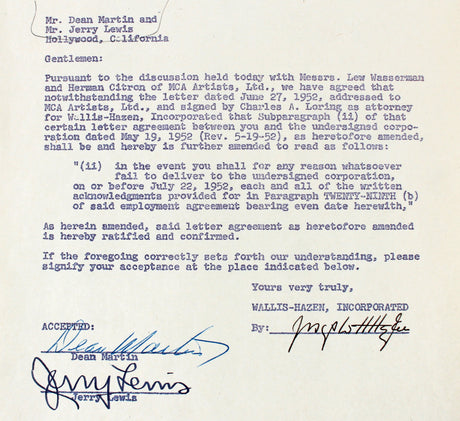 Mr. Dean Martin and
Mr. Jerry Lewis
Hollywood, California
Gentlemen:
Pursuant to the discussion held today with Messrs. Lew Wasserman
and Herman Citron of MCA Artists, Ltd., we have agreed that
notwithstanding the letter dated June 27, 1952, addressed to
MCA Artists, Ltd., and signed by Charles A. Loring as attorney
for Wallis-Hazen, Incorporated that Subparagraph (ii) of that
certain letter agreement between you and the undersigned corpo-
ration dated May 19, 1952 (Rev. 5-19-52), as heretofore amended,
shall be and hereby is further amended to read as follows:
"(ii) in the event you shall for any reason whatsoever
fail to deliver to the undersigned corporation,
on or before July 22, 1952, each and all of the written
acknowledgments provided for in Paragraph TWENTY-NINTH (b)
of said employment agreement bearing even date herewith,"
As herein amended, said letter agreement as heretofore amended
is hereby ratified and confirmed.
If the foregoing correctly sets forth our understanding, please
signify your acceptance at the place indicated below.
Yours very truly,
WALLIS-HAZEN, INCORPORATED
ACCEPTED:
By:
Dean Martin
Dean Martin
Jerry Lewis
Jerry Lewis